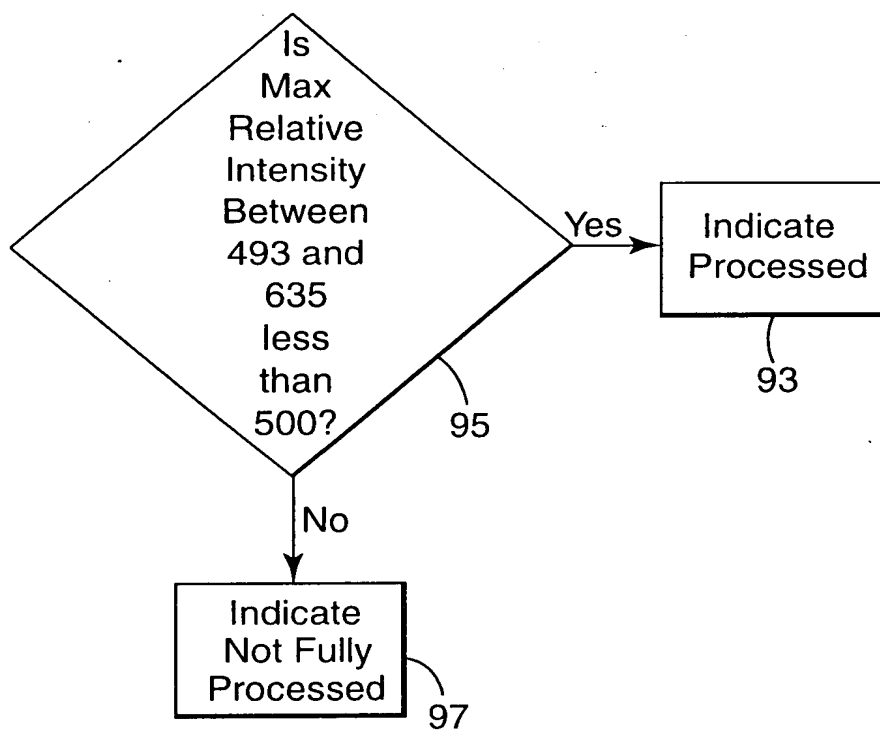 Is
Max
Relative
Intensity
Between
493 and
635
less
than
500?
Yes
Indicate
Processed
93
95
No
Indicate
Not Fully
Processed
97